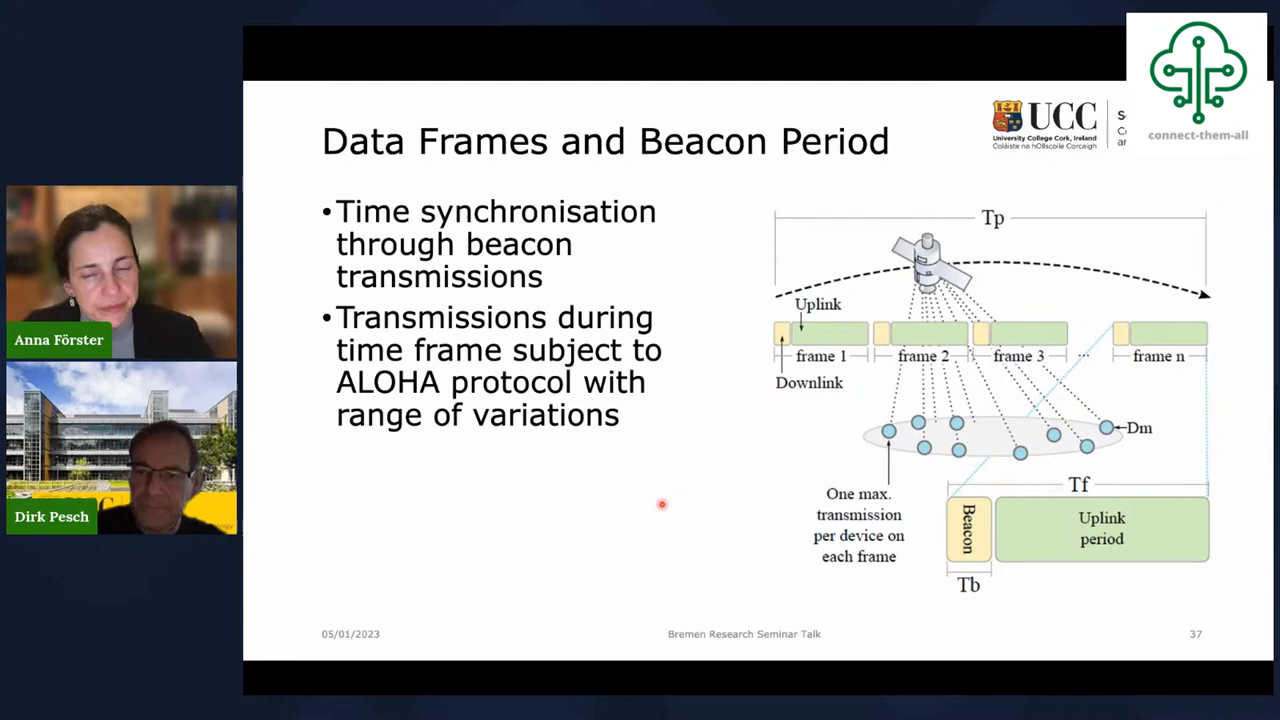 Data Frames and Beacon Period
UCC
University College Cork, Ireland
Coláiste na hOllscoile Corcaigh
connect-them-all
• Time synchronisation
through beacon
transmissions
• Transmissions during
time frame subject to
ALOHA protocol with
range of variations
Tp
Uplink
frame 1
frame 2
frame 3
...
frame n
Downlink
Dm
One max.
transmission
per device on
each frame
Tf
Beacon
Uplink
period
Tb
05/01/2023
Bremen Research Seminar Talk
37
Anna Förster
Dirk Pesch